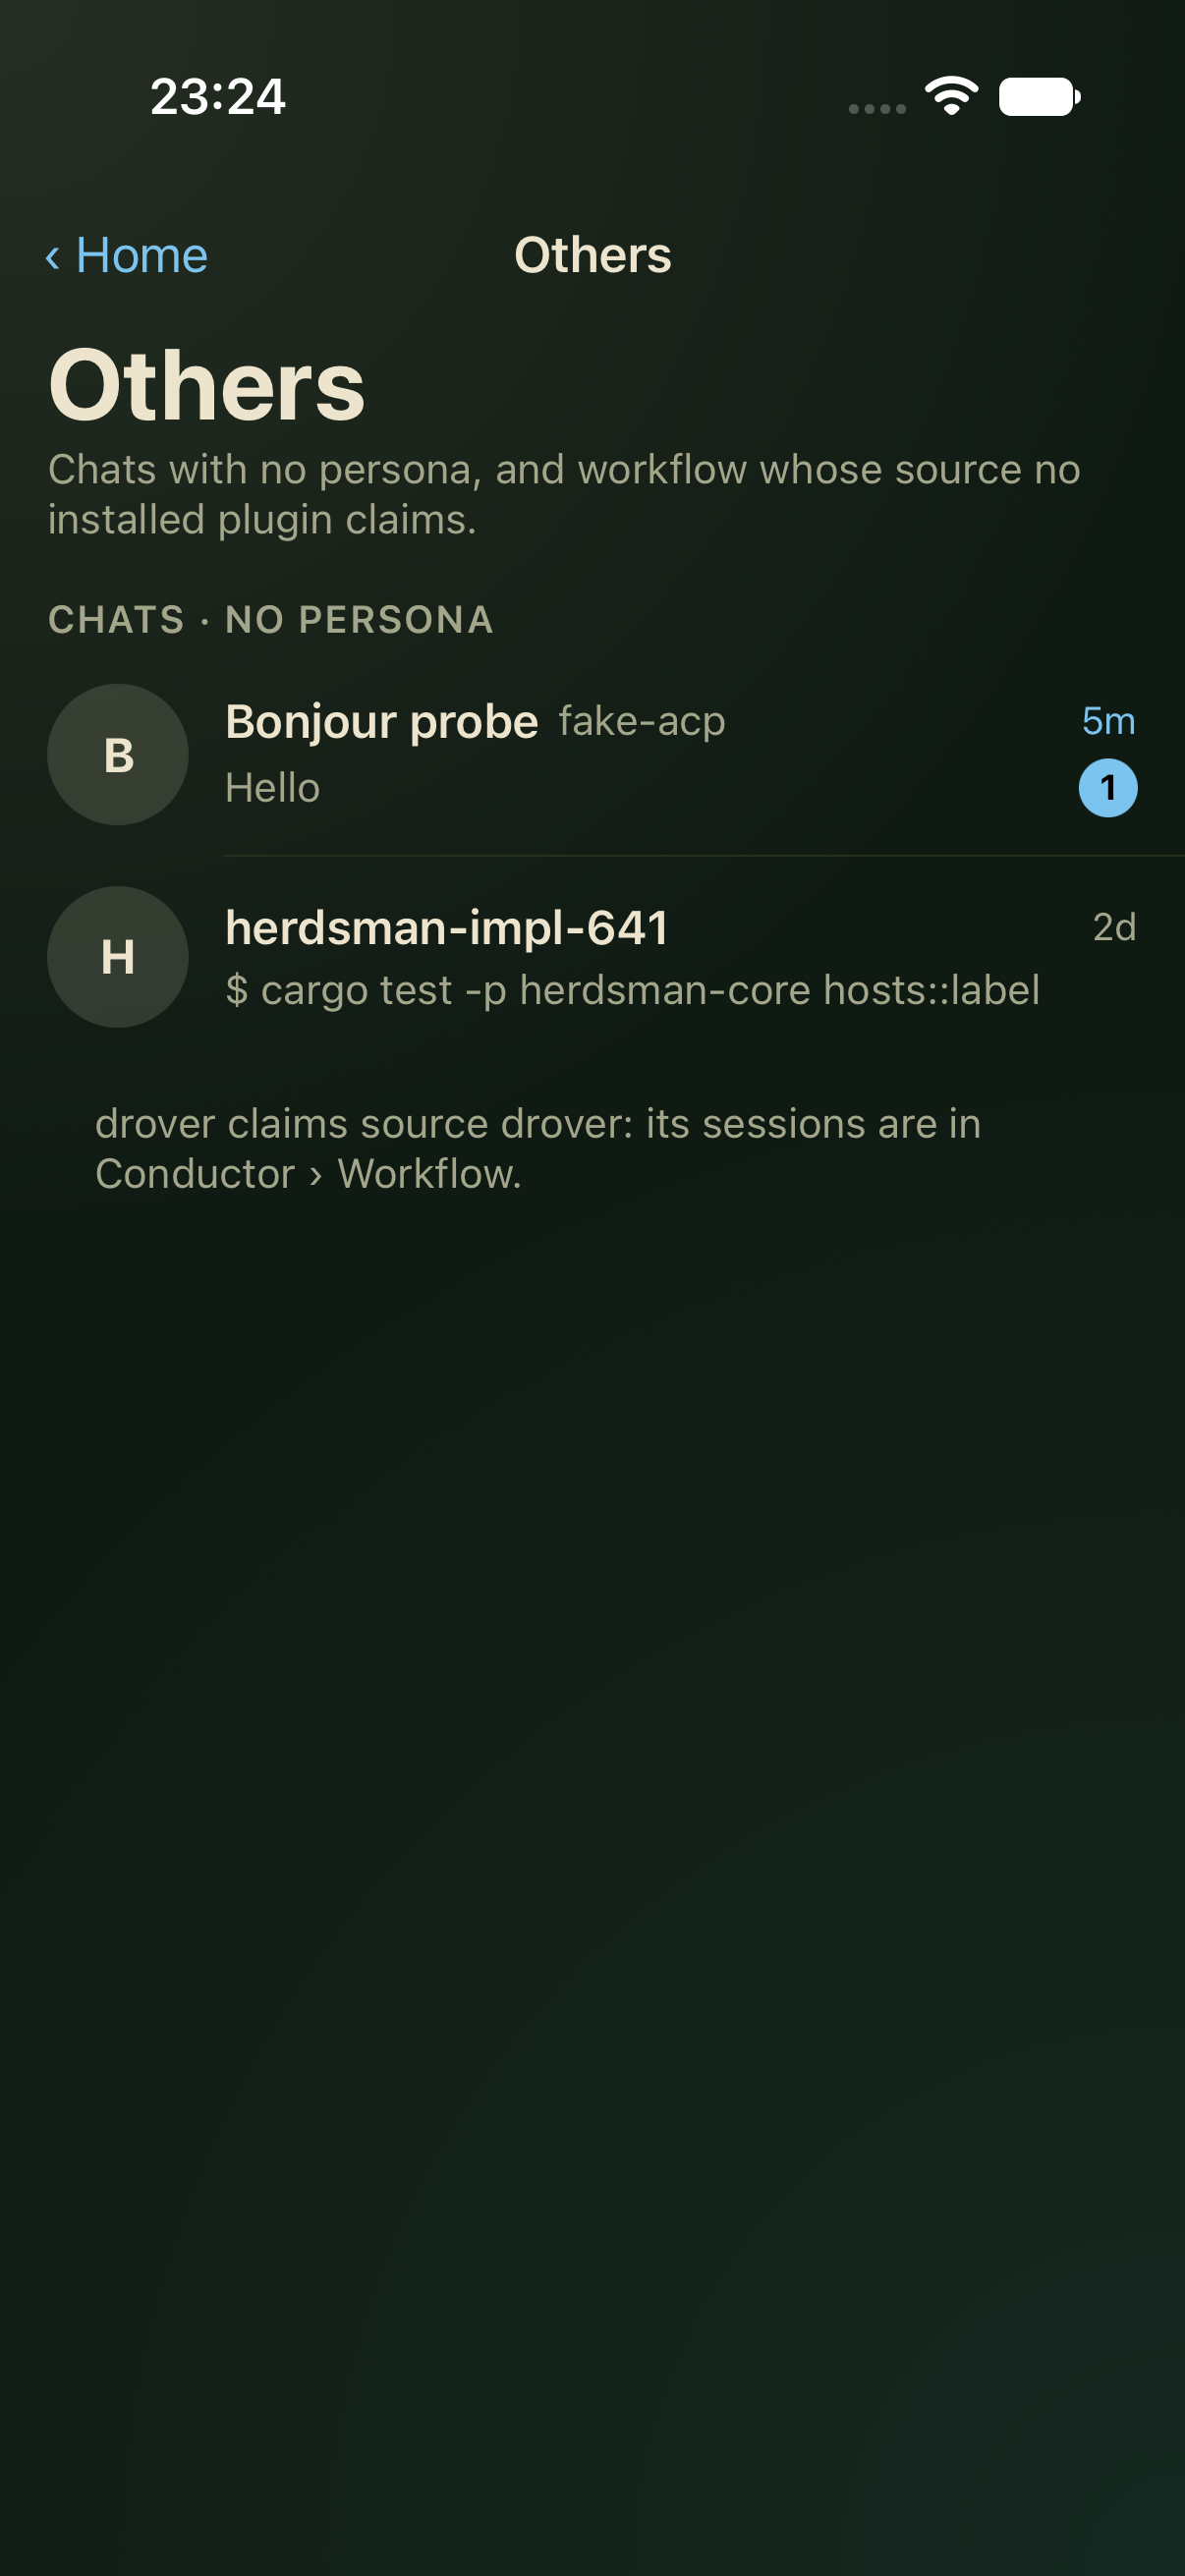 23:24
‹ Home
Others
Others
Chats with no persona, and workflow whose source no
installed plugin claims.
CHATS · NO PERSONA
B
Bonjour probe fake-acp
5m
Hello
1
H
herdsman-impl-641
2d
$ cargo test -p herdsman-core hosts::label
drover claims source drover: its sessions are in
Conductor › Workflow.